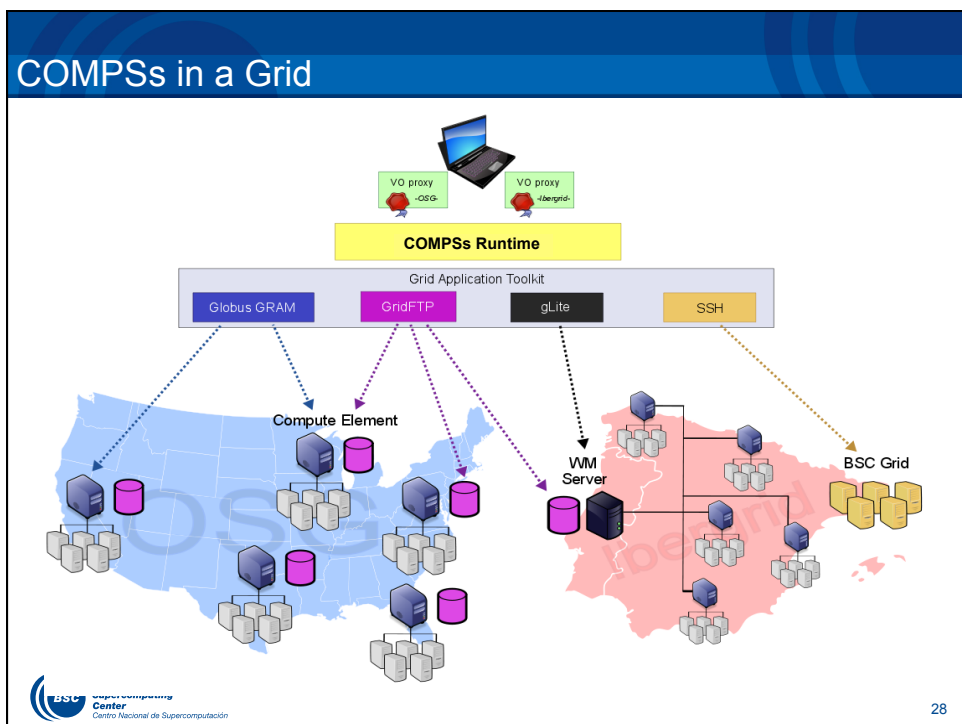 COMPSs in a Grid
VO proxy
-OSG-
VO proxy
-Ibergrid-
COMPSs Runtime
Grid Application Toolkit
Globus GRAM
GridFTP
gLite
SSH
Compute Element
WM
Server
BSC Grid
OSG
Ibergrid
BSC
Supercomputing
Center
Centro Nacional de Supercomputación
28